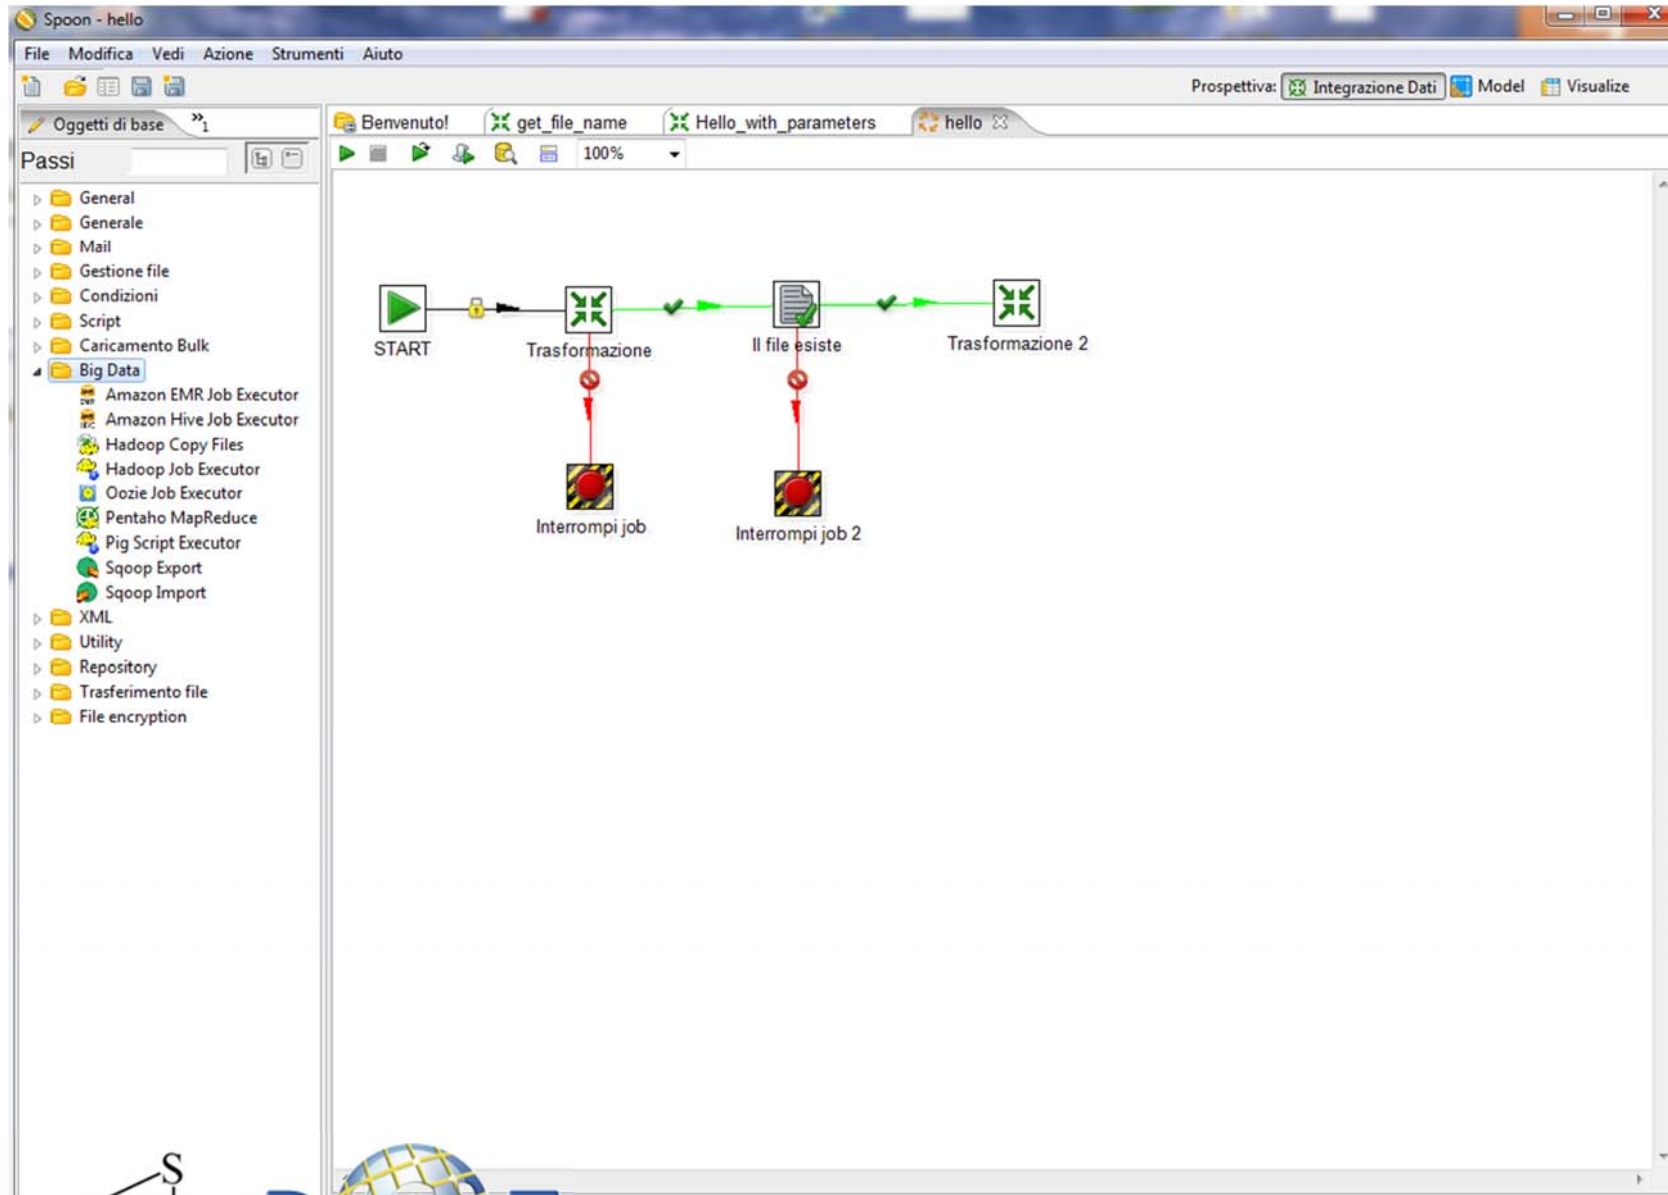 Spoon - hello
File Modifica Vedi Azione Strumenti Aiuto
Prospettiva: Integrazione Dati Model Visualize
Oggetti di base »1
Benvenuto! get_file_name Hello_with_parameters hello
Passi
100%
General
Generale
Mail
Gestione file
Condizioni
Script
Caricamento Bulk
Big Data
Amazon EMR Job Executor
Amazon Hive Job Executor
Hadoop Copy Files
Hadoop Job Executor
Oozie Job Executor
Pentaho MapReduce
Pig Script Executor
Sqoop Export
Sqoop Import
XML
Utility
Repository
Trasferimento file
File encryption
START
Trasformazione
Il file esiste
Trasformazione 2
Interrompi job
Interrompi job 2
S